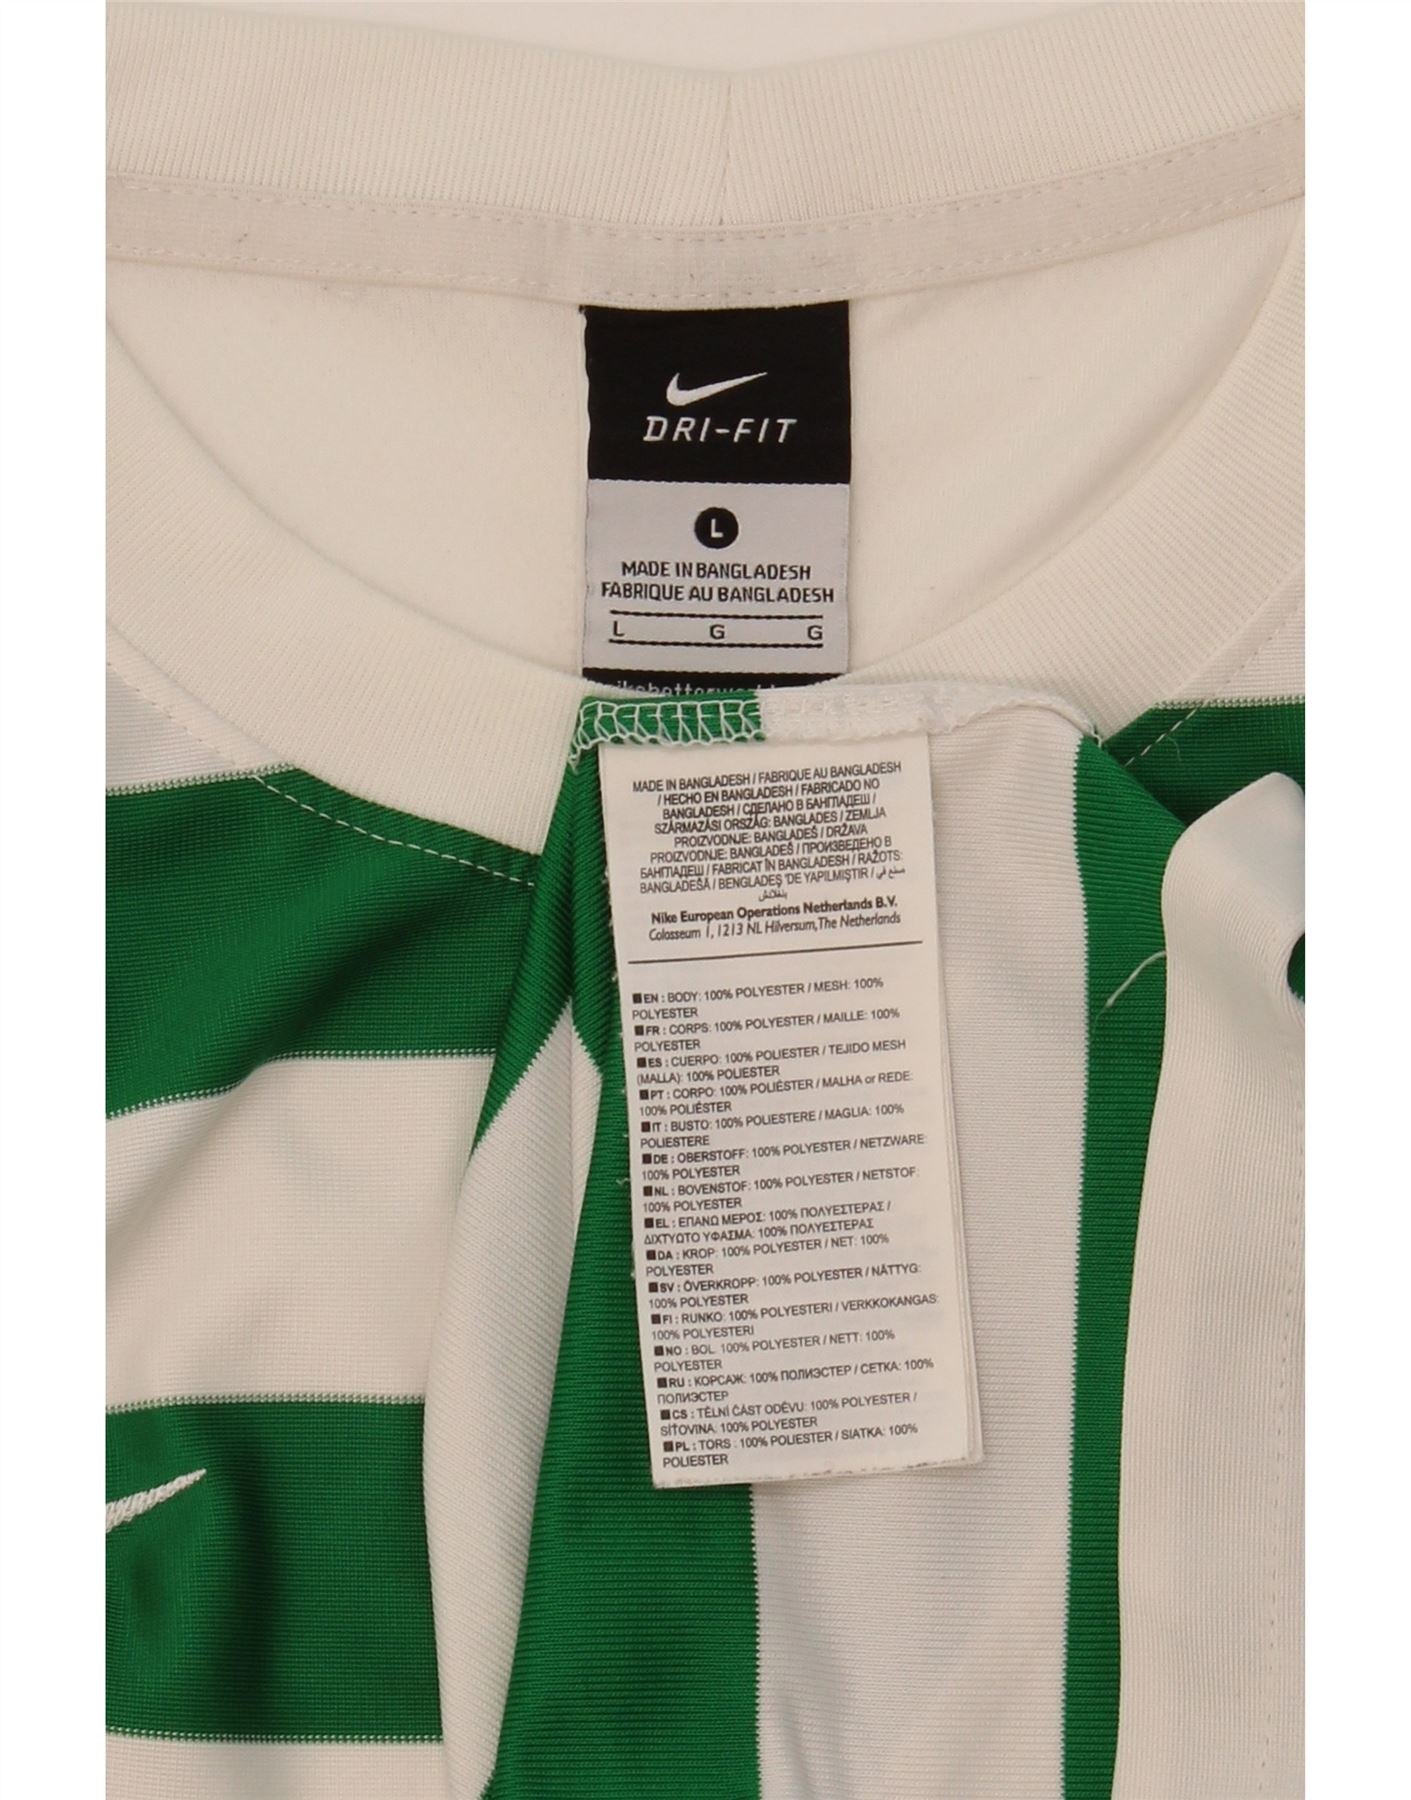 DRI-FIT
L
MADE IN BANGLADESH
FABRIQUE AU BANGLADESH
L G G
MADE IN BANGLADESH / FABRIQUE AU BANGLADESH
/ HECHO EN BANGLADESH / FABRICADO NO
BANGLADESH / СДЕЛАНО В БАНГЛАДЕШ /
SZÁRMAZÁSI ORSZÁG: BANGLADES / ZEMLJA
PROIZVODNJE: BANGLADEŠ / DRŽAVA
PROIZVODNJE: BANGLADEŠ / ПРОИЗВЕДЕНО В
БАНГЛАДЕШ / FABRICAT ÎN BANGLADESH / RAŽOTS:
BANGLADEŠĀ / BENGLADEŞ 'DE YAPILMIŞTIR / صنع في
بنغلادش
Nike European Operations Netherlands B.V.
Colosseum 1, 1213 NL Hilversum, The Netherlands
EN : BODY: 100% POLYESTER / MESH: 100%
POLYESTER
FR : CORPS: 100% POLYESTER / MAILLE: 100%
POLYESTER
ES : CUERPO: 100% POLIESTER / TEJIDO MESH
(MALLA): 100% POLIESTER
PT : CORPO: 100% POLIÉSTER / MALHA or REDE:
100% POLIÉSTER
IT : BUSTO: 100% POLIESTERE / MAGLIA: 100%
POLIESTERE
DE : OBERSTOFF: 100% POLYESTER / NETZWARE:
100% POLYESTER
NL : BOVENSTOF: 100% POLYESTER / NETSTOF:
100% POLYESTER
EL : ΕΠΑΝΩ ΜΕΡΟΣ: 100% ΠΟΛΥΕΣΤΕΡΑΣ /
ΔΙΧΤΥΩΤΟ ΥΦΑΣΜΑ: 100% ΠΟΛΥΕΣΤΕΡΑΣ
DA : KROP: 100% POLYESTER / NET: 100%
POLYESTER
SV : ÖVERKROPP: 100% POLYESTER / NÄTTYG:
100% POLYESTER
FI : RUNKO: 100% POLYESTERI / VERKKOKANGAS:
100% POLYESTERI
NO : BOL: 100% POLYESTER / NETT: 100%
POLYESTER
RU : КОРСАЖ: 100% ПОЛИЭСТЕР / СЕТКА: 100%
ПОЛИЭСТЕР
CS : TĚLNÍ ČÁST ODĚVU: 100% POLYESTER /
SÍŤOVINA: 100% POLYESTER
PL : TORS : 100% POLIESTER / SIATKA: 100%
POLIESTER